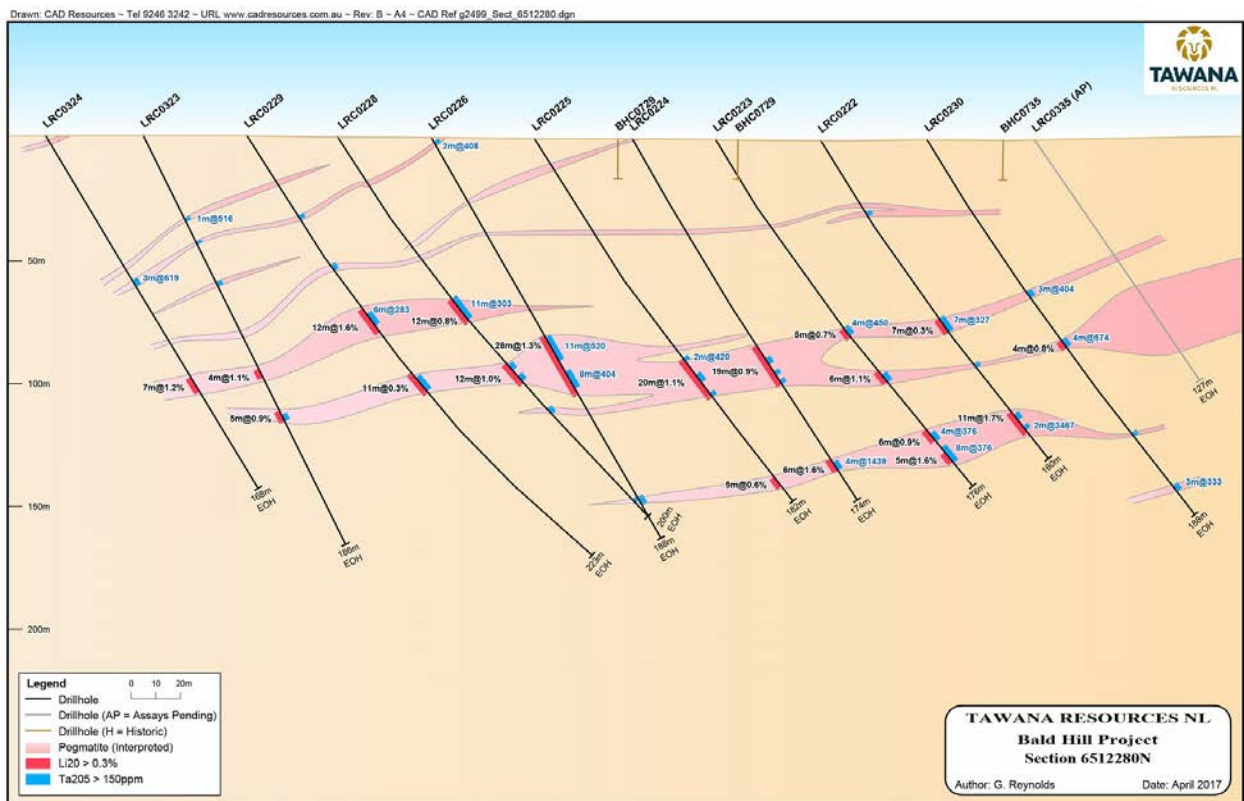 Drawn: CAD Resources ~ Tel 9246 3242 ~ URL www.cadresources.com.au ~ Rev: B ~ A4 ~ CAD Ref g2499_Sect_6512280.dgn
TAWANA
RESOURCES NL
LRC0324
LRC0323
LRC0229
LRC0228
LRC0226
LRC0225
BHC0729
LRC0224
LRC0223
BHC0729
LRC0222
LRC0230
BHC0735
LRC0335 (AP)
2m@408
1m@516
50m
3m@619
3m@404
6m@283
11m@303
12m@1.6%
12m@0.8%
4m@450
5m@0.7%
7m@327
7m@0.3%
4m@574
4m@0.8%
28m@1.3%
11m@520
2m@420
19m@0.9%
100m
7m@1.2%
4m@1.1%
11m@0.3%
12m@1.0%
9m@404
20m@1.1%
6m@1.1%
127m
EOH
5m@0.9%
11m@1.7%
2m@3467
4m@376
6m@0.9%
8m@376
5m@1.6%
6m@1.6%
4m@1439
5m@0.6%
3m@333
150m
168m
EOH
186m
EOH
223m
EOH
200m
EOH
188m
EOH
182m
EOH
174m
EOH
176m
EOH
160m
EOH
188m
EOH
200m
Legend
0 10 20m
Drillhole
Drillhole (AP = Assays Pending)
Drillhole (H = Historic)
Pegmatite (Interpreted)
Li20 > 0.3%
Ta205 > 150ppm
TAWANA RESOURCES NL
Bald Hill Project
Section 6512280N
Author: G. Reynolds Date: April 2017